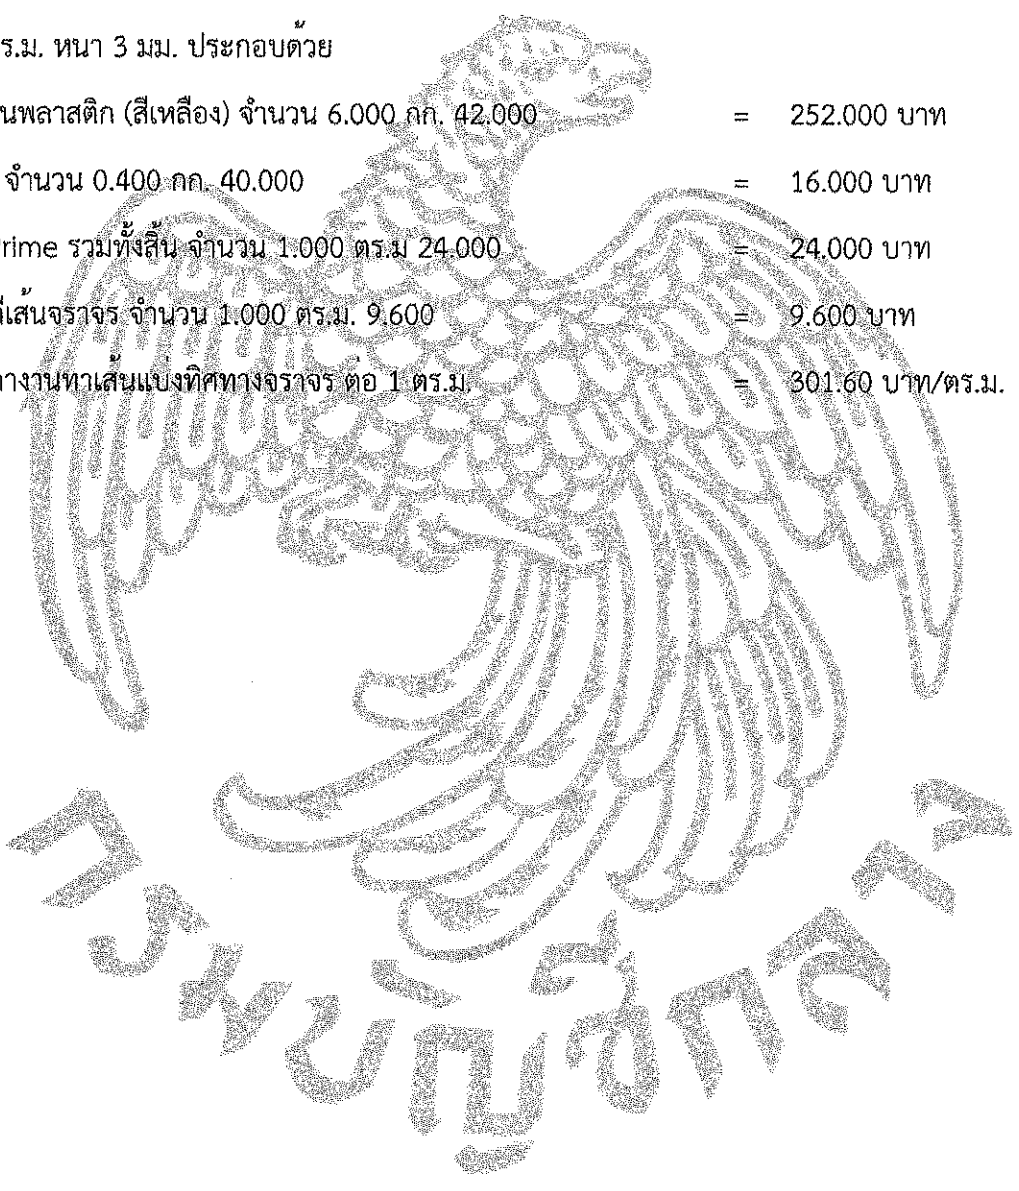 ร.ม. หนา 3 มม. ประกอบด้วย
นพลาสติก (สีเหลือง) จำนวน 6.000 กก. 42.000 = 252.000 บาท
จำนวน 0.400 กก. 40.000 = 16.000 บาท
Prime รวมทั้งสิ้น จำนวน 1.000 ตร.ม 24.000 = 24.000 บาท
ตีเส้นจราจร จำนวน 1.000 ตร.ม. 9.600 = 9.600 บาท
างานทาเส้นแบ่งทิศทางจราจร ต่อ 1 ตร.ม. = 301.60 บาท/ตร.ม.
กรมบัญชีกลาง